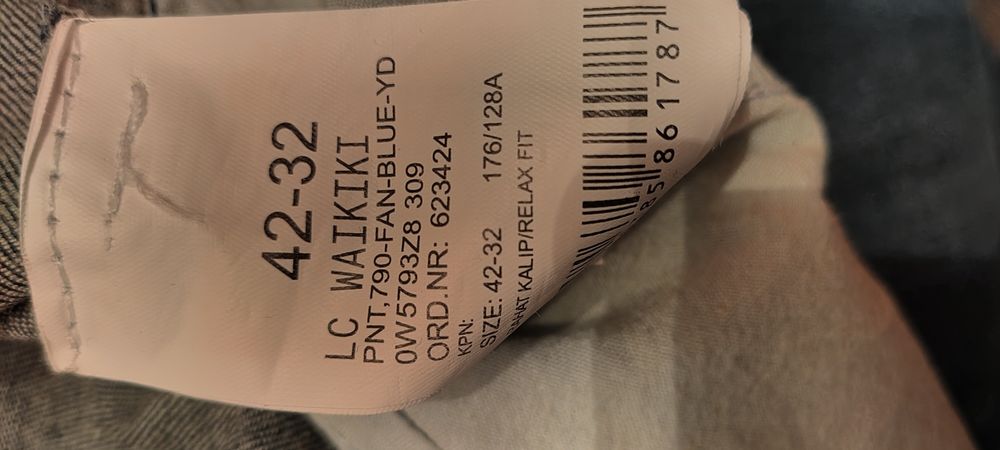 42-32
LC WAIKIKI
PNT,790-FAN-BLUE-YD
0W5793Z8 309
ORD.NR: 623424
KPN:
SIZE: 42-32 176/128A
KALIP/RELAX FIT
85 861787